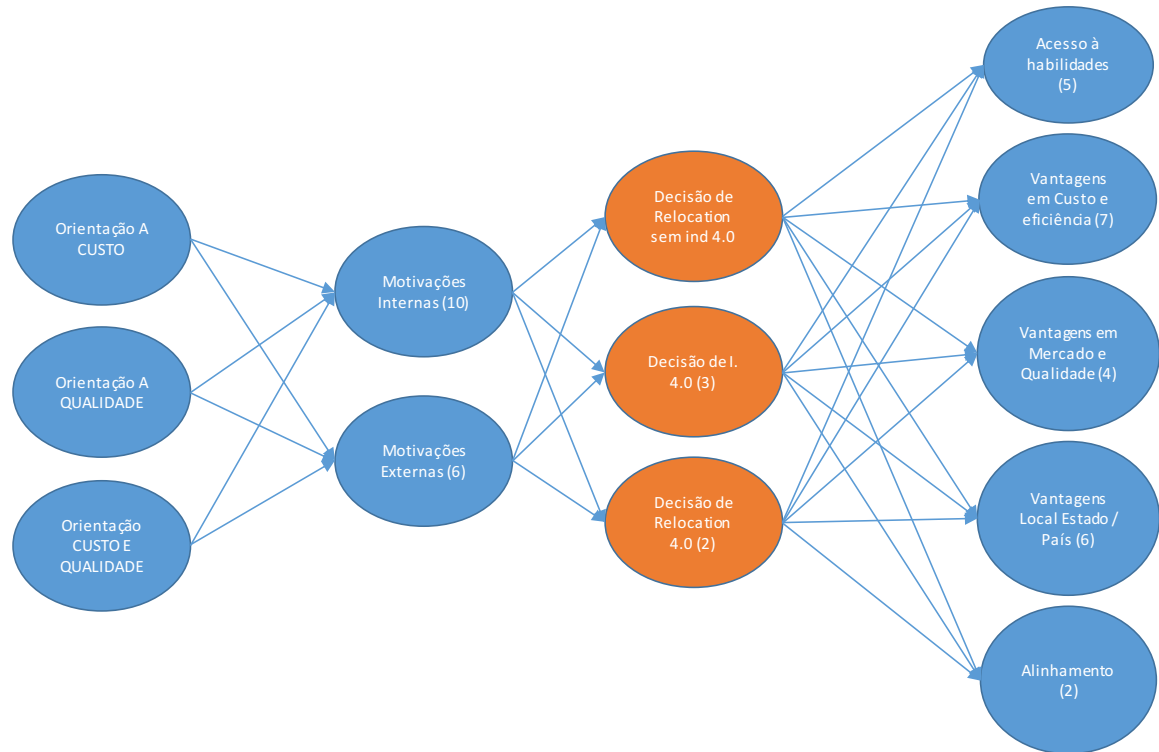 Orientação A
CUSTO
Orientação A
QUALIDADE
Orientação
CUSTO E
QUALIDADE
Motivações
Internas (10)
Motivações
Externas (6)
Decisão de
Relocation
sem ind 4.0
Decisão de I.
4.0 (3)
Decisão de
Relocation
4.0 (2)
Acesso à
habilidades
(5)
Vantagens
em Custo e
eficiência (7)
Vantagens em
Mercado e
Qualidade (4)
Vantagens
Local Estado /
País (6)
Alinhamento
(2)